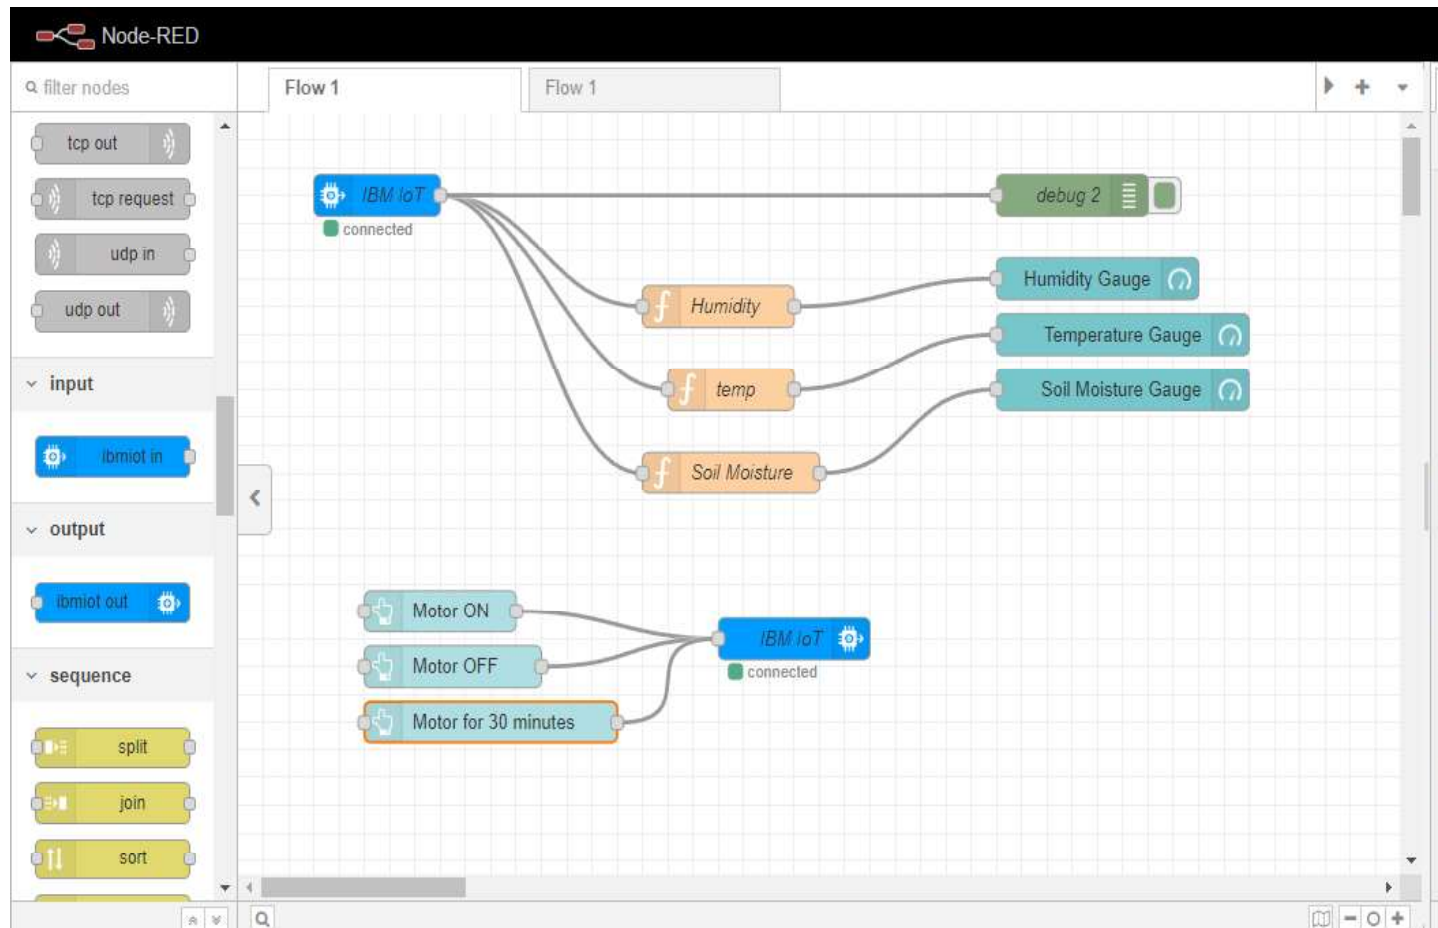 Node-RED
filter nodes
Flow 1
Flow 1
tcp out
tcp request
udp in
udp out
input
ibmiot in
output
ibmiot out
sequence
split
join
sort
IBM IoT
connected
debug 2
Humidity
Humidity Gauge
temp
Temperature Gauge
Soil Moisture
Soil Moisture Gauge
Motor ON
Motor OFF
Motor for 30 minutes
IBM IoT
connected